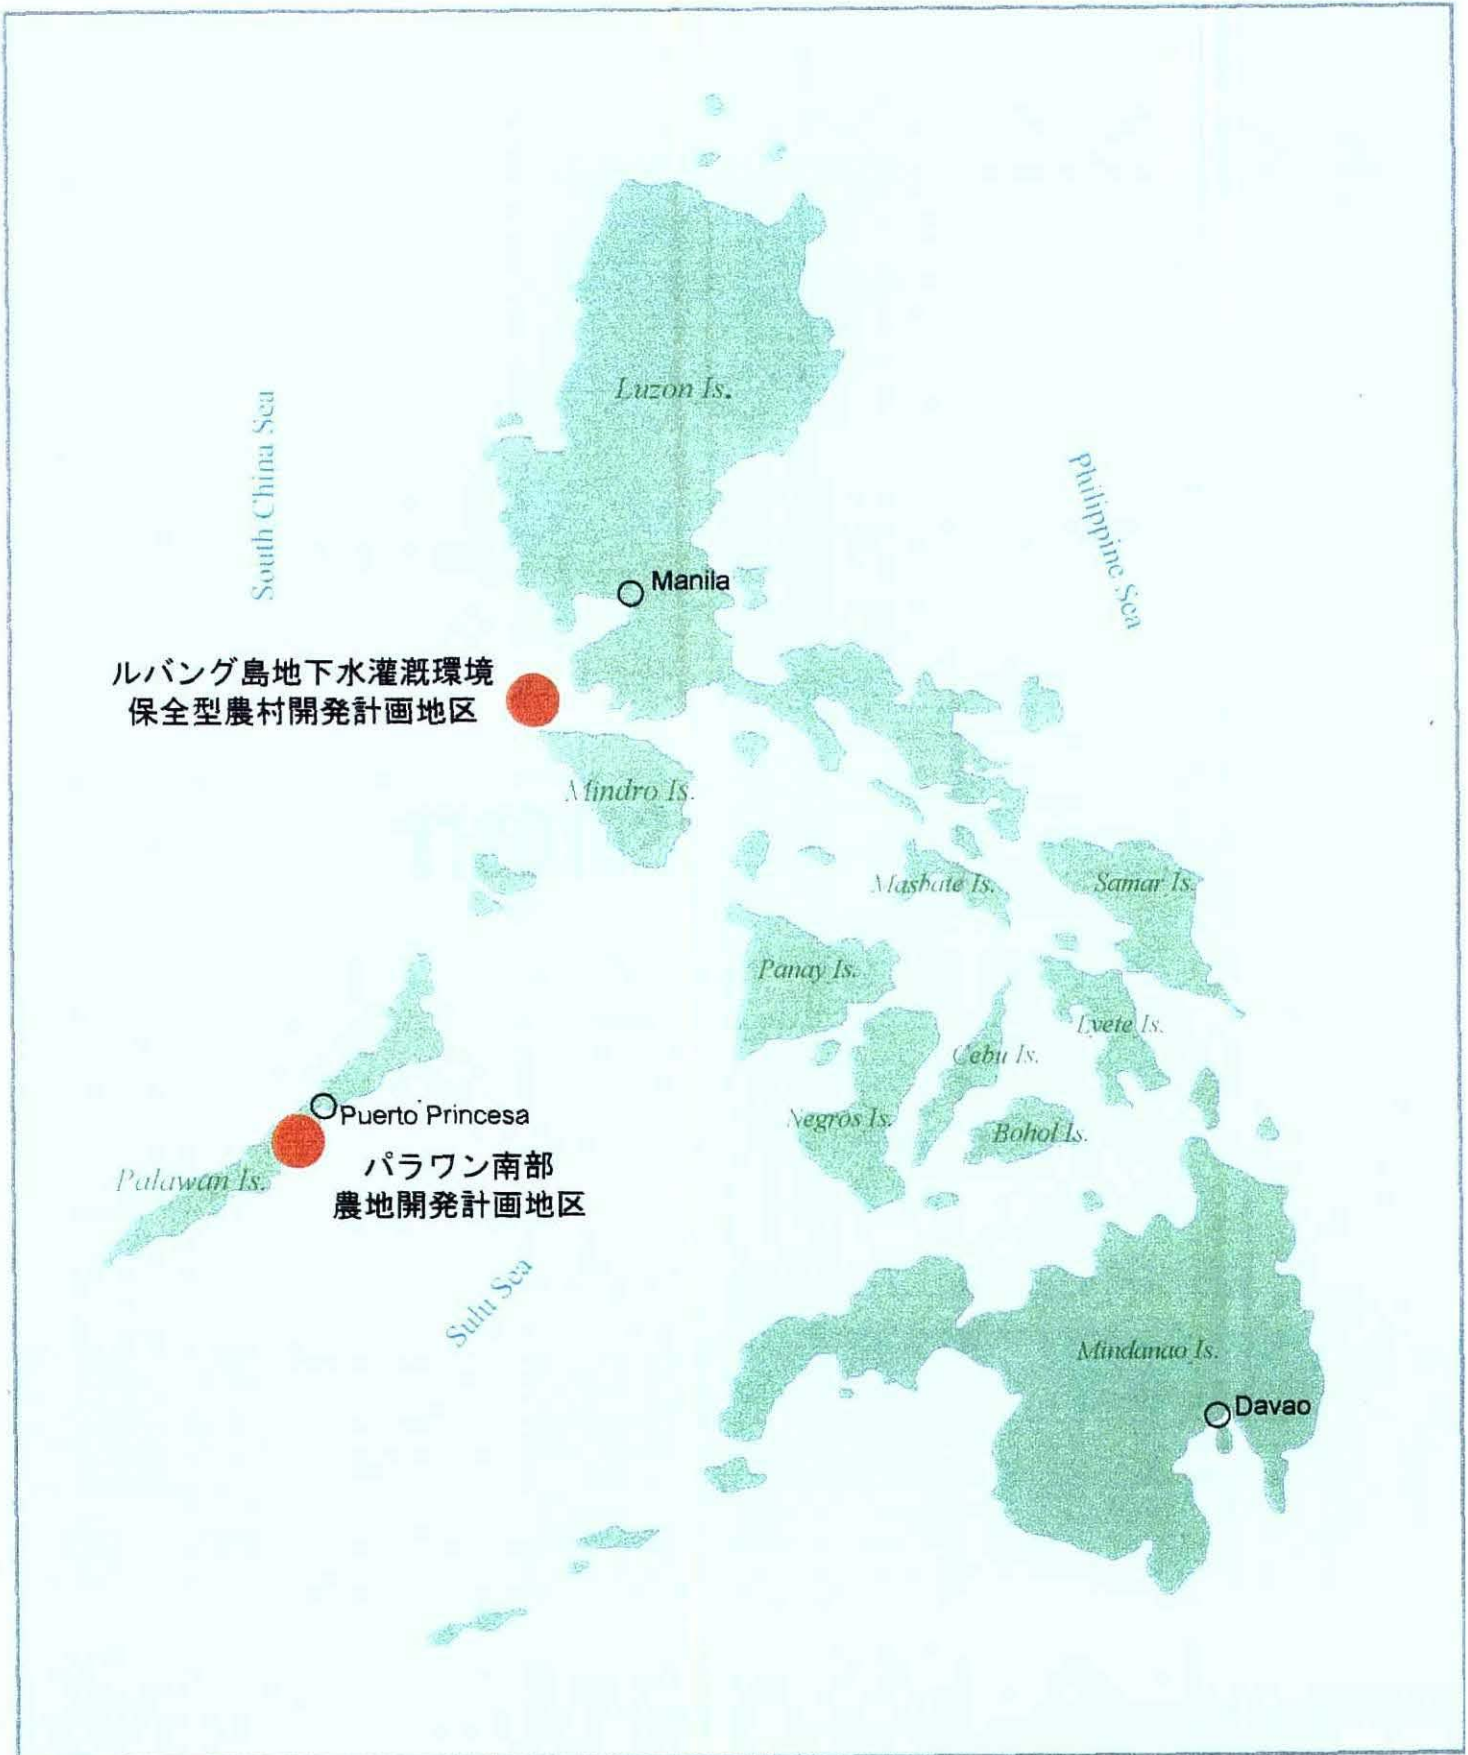 Luzon Is.
South China Sea
Philippine Sea
Manila
ルバング島地下水灌漑環境
保全型農村開発計画地区
Mindro Is.
Masbate Is.
Samar Is.
Panay Is.
Lyete Is.
Cebu Is.
Puerto Princesa
Negros Is.
Bohol Is.
パラワン南部
農地開発計画地区
Palawan Is.
Sulu Sea
Mindanao Is.
Davao